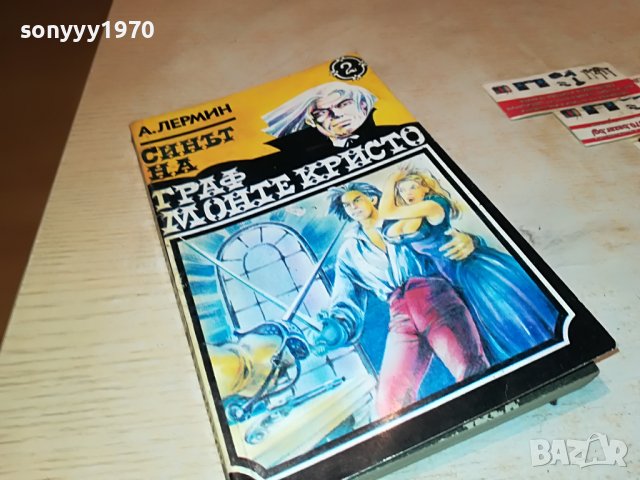 sonyyy1970
2
А.ЛЕРМИН
СИНЪТ
НА
ГРАФ
МОНТЕ КРИСТО
BAZAR